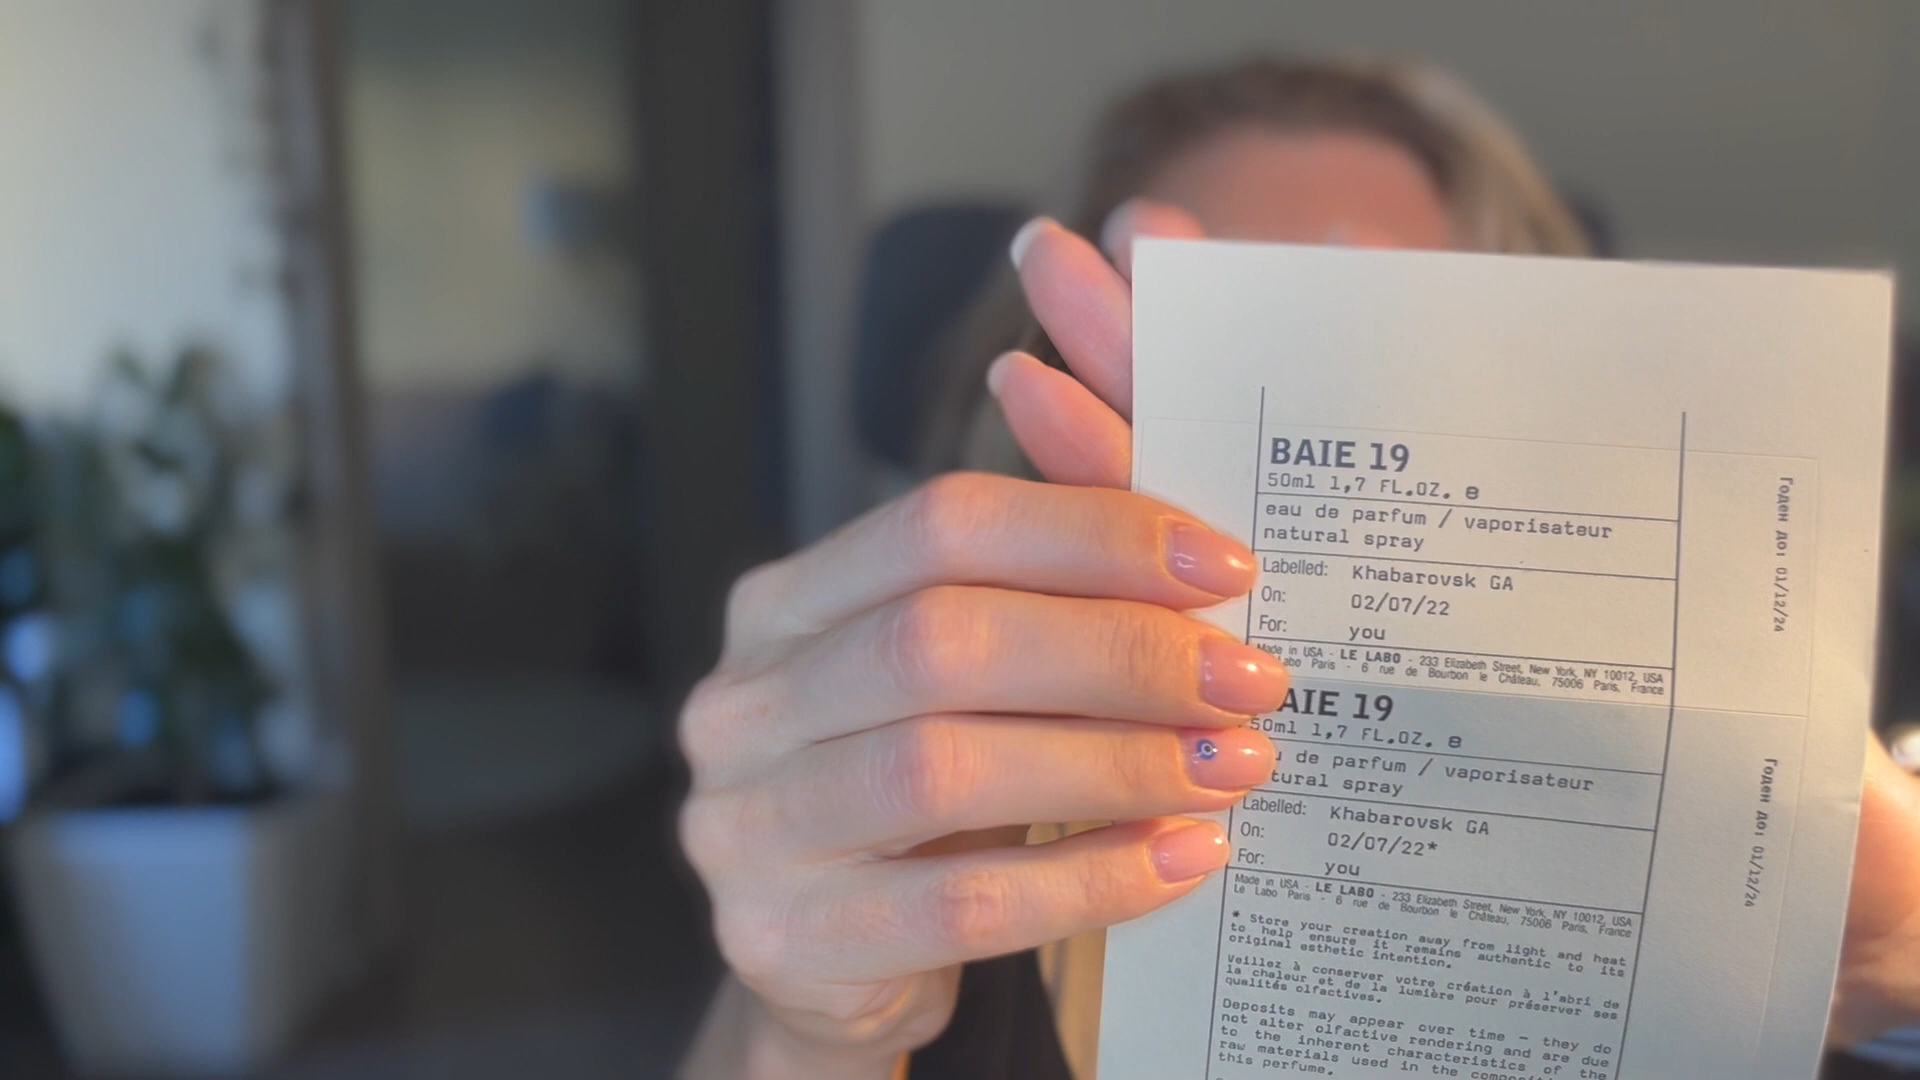 BAIE 19
50ml 1,7 FL.OZ. e
eau de parfum / vaporisateur
natural spray
Labelled: Khabarovsk GA
On: 02/07/22
For: you
Made in USA - LE LABO - 233 Elizabeth Street, New York, NY 10012, USA
Labo Paris - 6 rue de Bourbon le Château, 75006 Paris, France
Годен до: 01/12/24
AIE 19
50ml 1,7 FL.OZ. e
u de parfum / vaporisateur
tural spray
Labelled: Khabarovsk GA
On: 02/07/22*
For: you
Made in USA - LE LABO - 233 Elizabeth Street, New York, NY 10012, USA
Le Labo Paris - 6 rue de Bourbon le Château, 75006 Paris, France
Годен до: 01/12/24
* Store your creation away from light and heat
to help ensure it remains authentic to its
original esthetic intention.
Veillez à conserver votre création à l'abri de
la chaleur et de la lumière pour préserver ses
qualités olfactives.
Deposits may appear over time – they do
not alter olfactive rendering and are due
to the inherent characteristics of the
raw materials used in the
this perfume.